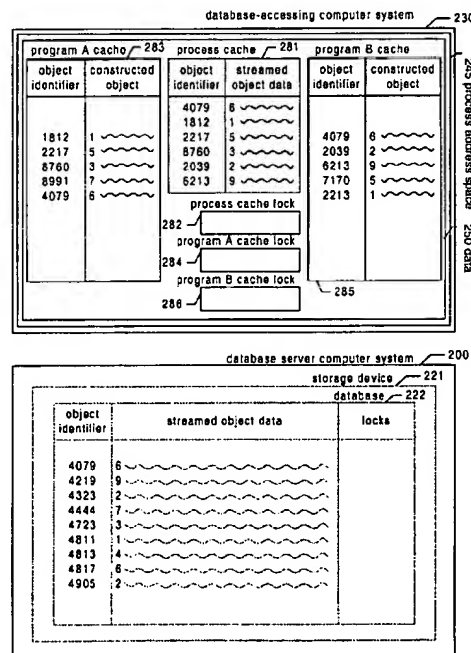 database-accessing computer system 230
program A cacho 283
process cache 281
program B cache
object identifier
constructed object
object identifier
streamed object data
object identifier
constructed object
1812 1
2217 5
8760 3
8991 7
4079 6
4079 6
1812 1
2217 5
8760 3
2039 2
6213 9
4079 6
2039 2
6213 9
7170 5
2213 1
process cache lock
282
program A cache lock
284
program B cache lock
286
285
245 process address space
250 data
database server computer system 200
storage device 221
database 222
object identifier
streamed object data
locks
4079 6
4219 9
4323 2
4444 7
4723 3
4811 1
4813 4
4817 6
4905 2